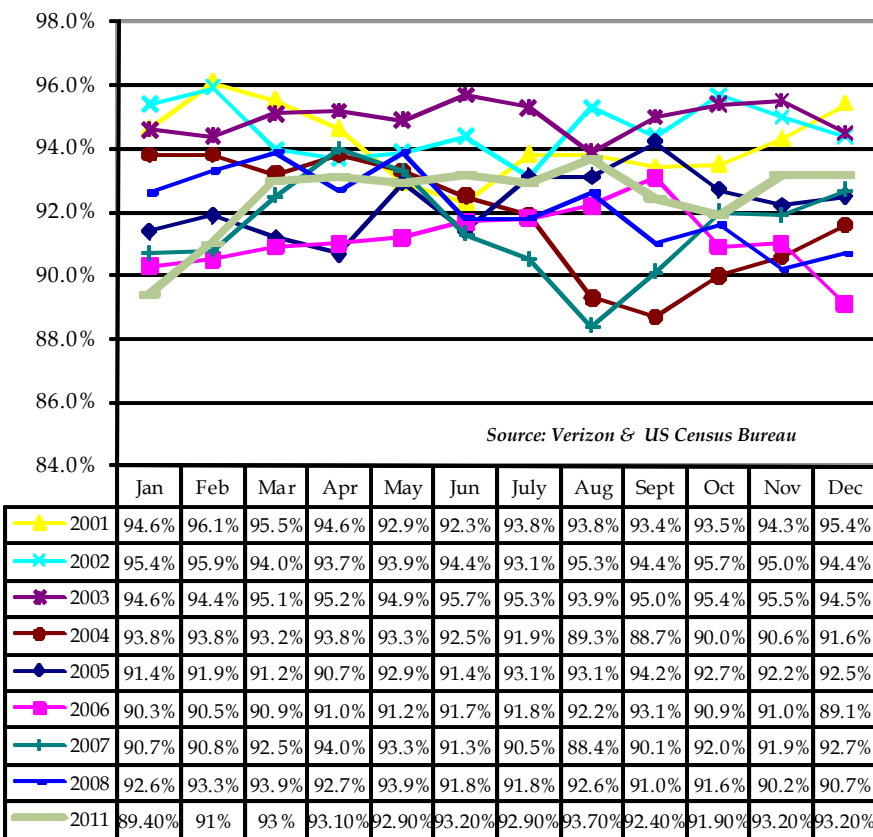 98.0%
96.0%
94.0%
92.0%
90.0%
88.0%
86.0%
84.0%
Source: Verizon & US Census Bureau
Jan Feb Mar Apr May Jun July Aug Sept Oct Nov Dec
2001 94.6% 96.1% 95.5% 94.6% 92.9% 92.3% 93.8% 93.8% 93.4% 93.5% 94.3% 95.4%
2002 95.4% 95.9% 94.0% 93.7% 93.9% 94.4% 93.1% 95.3% 94.4% 95.7% 95.0% 94.4%
2003 94.6% 94.4% 95.1% 95.2% 94.9% 95.7% 95.3% 93.9% 95.0% 95.4% 95.5% 94.5%
2004 93.8% 93.8% 93.2% 93.8% 93.3% 92.5% 91.9% 89.3% 88.7% 90.0% 90.6% 91.6%
2005 91.4% 91.9% 91.2% 90.7% 92.9% 91.4% 93.1% 93.1% 94.2% 92.7% 92.2% 92.5%
2006 90.3% 90.5% 90.9% 91.0% 91.2% 91.7% 91.8% 92.2% 93.1% 90.9% 91.0% 89.1%
2007 90.7% 90.8% 92.5% 94.0% 93.3% 91.3% 90.5% 88.4% 90.1% 92.0% 91.9% 92.7%
2008 92.6% 93.3% 93.9% 92.7% 93.9% 91.8% 91.8% 92.6% 91.0% 91.6% 90.2% 90.7%
2011 89.40% 91% 93% 93.10% 92.90% 93.20% 92.90% 93.70% 92.40% 91.90% 93.20% 93.20%